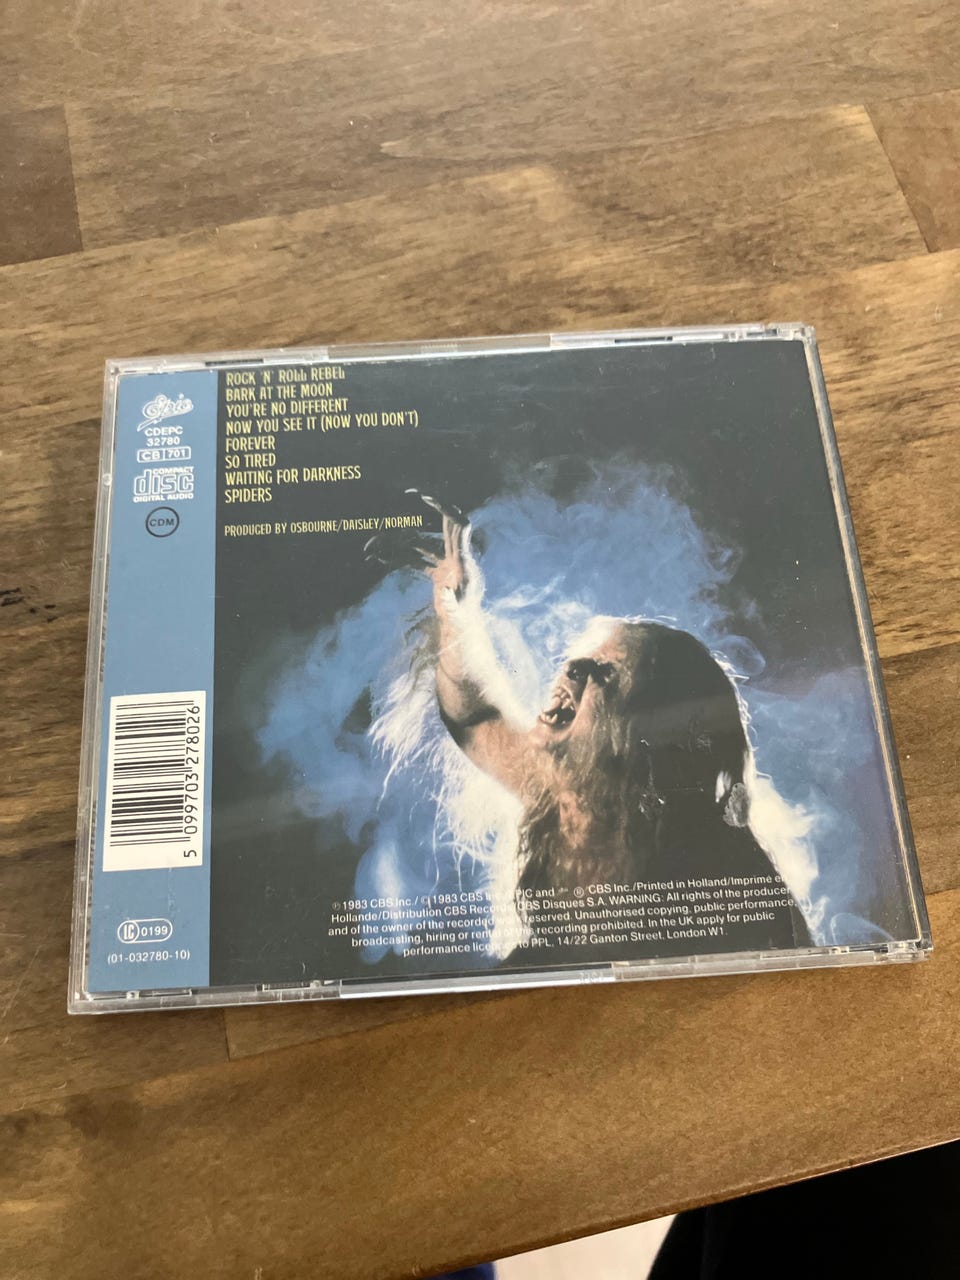 Epic
CDEPC
32780
CB 701
COMPACT
disc
DIGITAL AUDIO
CDM
5 099703 278026
LC 0199
(01-032780-10)
ROCK 'N' ROLL REBEL
BARK AT THE MOON
YOU'RE NO DIFFERENT
NOW YOU SEE IT (NOW YOU DON'T)
FOREVER
SO TIRED
WAITING FOR DARKNESS
SPIDERS
PRODUCED BY OSBOURNE/DAISLEY/NORMAN
℗ 1983 CBS Inc./ © 1983 CBS Inc./EPIC and ® CBS Inc./Printed in Holland/Imprimé en
Hollande/Distribution CBS Records/CBS Disques S.A. WARNING: All rights of the producer
and of the owner of the recorded work reserved. Unauthorised copying, public performance,
broadcasting, hiring or rental of this recording prohibited. In the UK apply for public
performance licences to PPL, 14/22 Ganton Street, London W1.